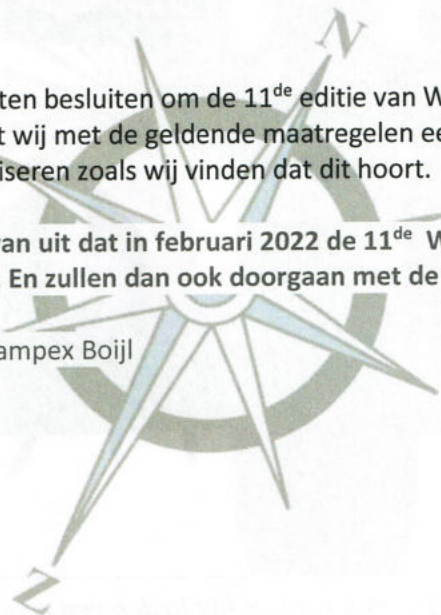 N
ten besluiten om de 11de editie van W
t wij met de geldende maatregelen ee
iseren zoals wij vinden dat dit hoort.
van uit dat in februari 2022 de 11de W
En zullen dan ook doorgaan met de
ampex Boijl
Z